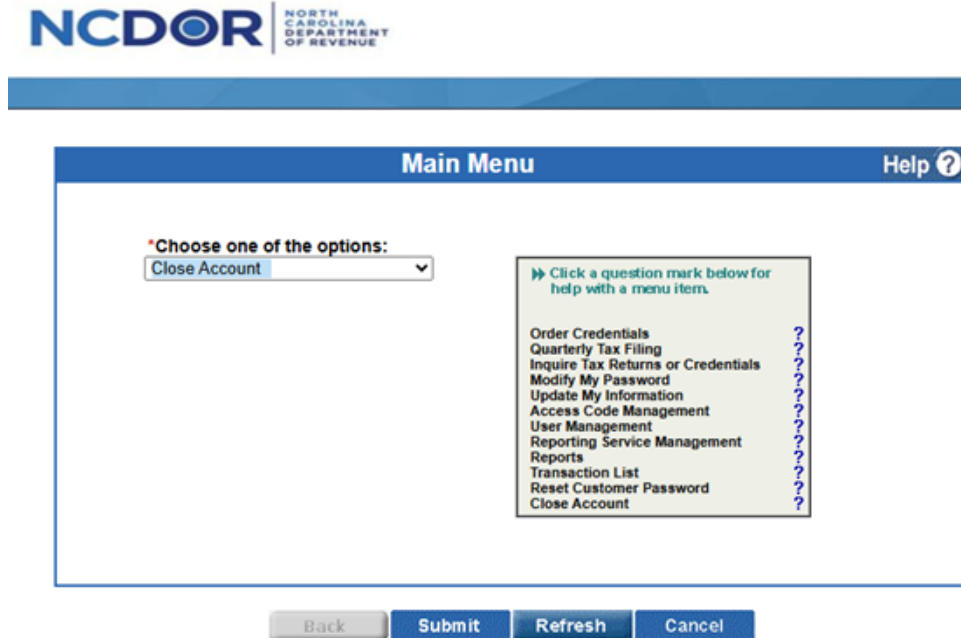 NCDOR
NORTH
CAROLINA
DEPARTMENT
OF REVENUE
Main Menu
Help ?
*Choose one of the options:
Close Account
Click a question mark below for
help with a menu item.
Order Credentials ?
Quarterly Tax Filing ?
Inquire Tax Returns or Credentials ?
Modify My Password ?
Update My Information ?
Access Code Management ?
User Management ?
Reporting Service Management ?
Reports ?
Transaction List ?
Reset Customer Password ?
Close Account ?
Back Submit Refresh Cancel